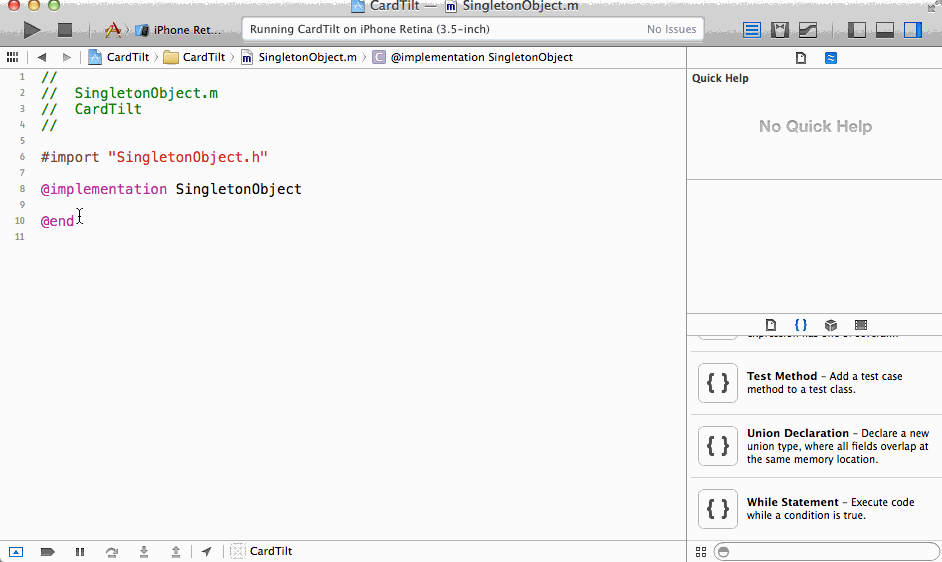 CardTilt — SingletonObject.m
iPhone Ret...
Running CardTilt on iPhone Retina (3.5-inch)
No Issues
CardTilt
CardTilt
SingletonObject.m
@implementation SingletonObject
1 //
2 // SingletonObject.m
3 // CardTilt
4 //
5
6 #import "SingletonObject.h"
7
8 @implementation SingletonObject
9
10 @end
11
Quick Help
No Quick Help
{ }
{ } Test Method – Add a test case
method to a test class.
{ } Union Declaration – Declare a new
union type, where all fields overlap at
the same memory location.
{ } While Statement – Execute code
while a condition is true.
CardTilt